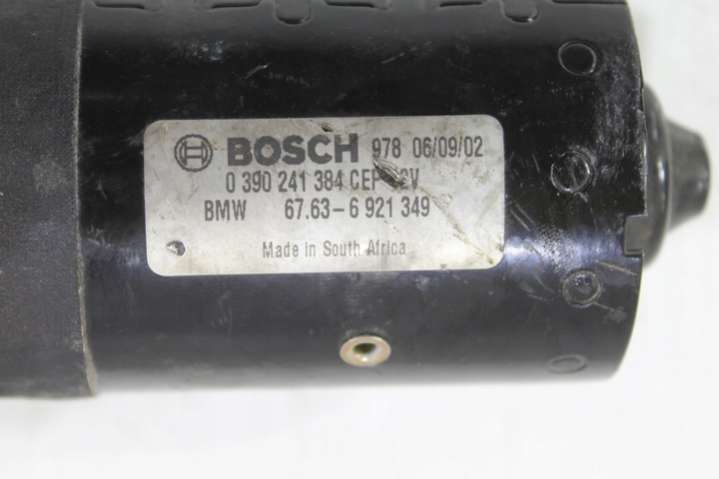 BOSCH 978 06/09/02
0 390 241 384 CEP
BMW 67.63-6 921 349
Made in South Africa